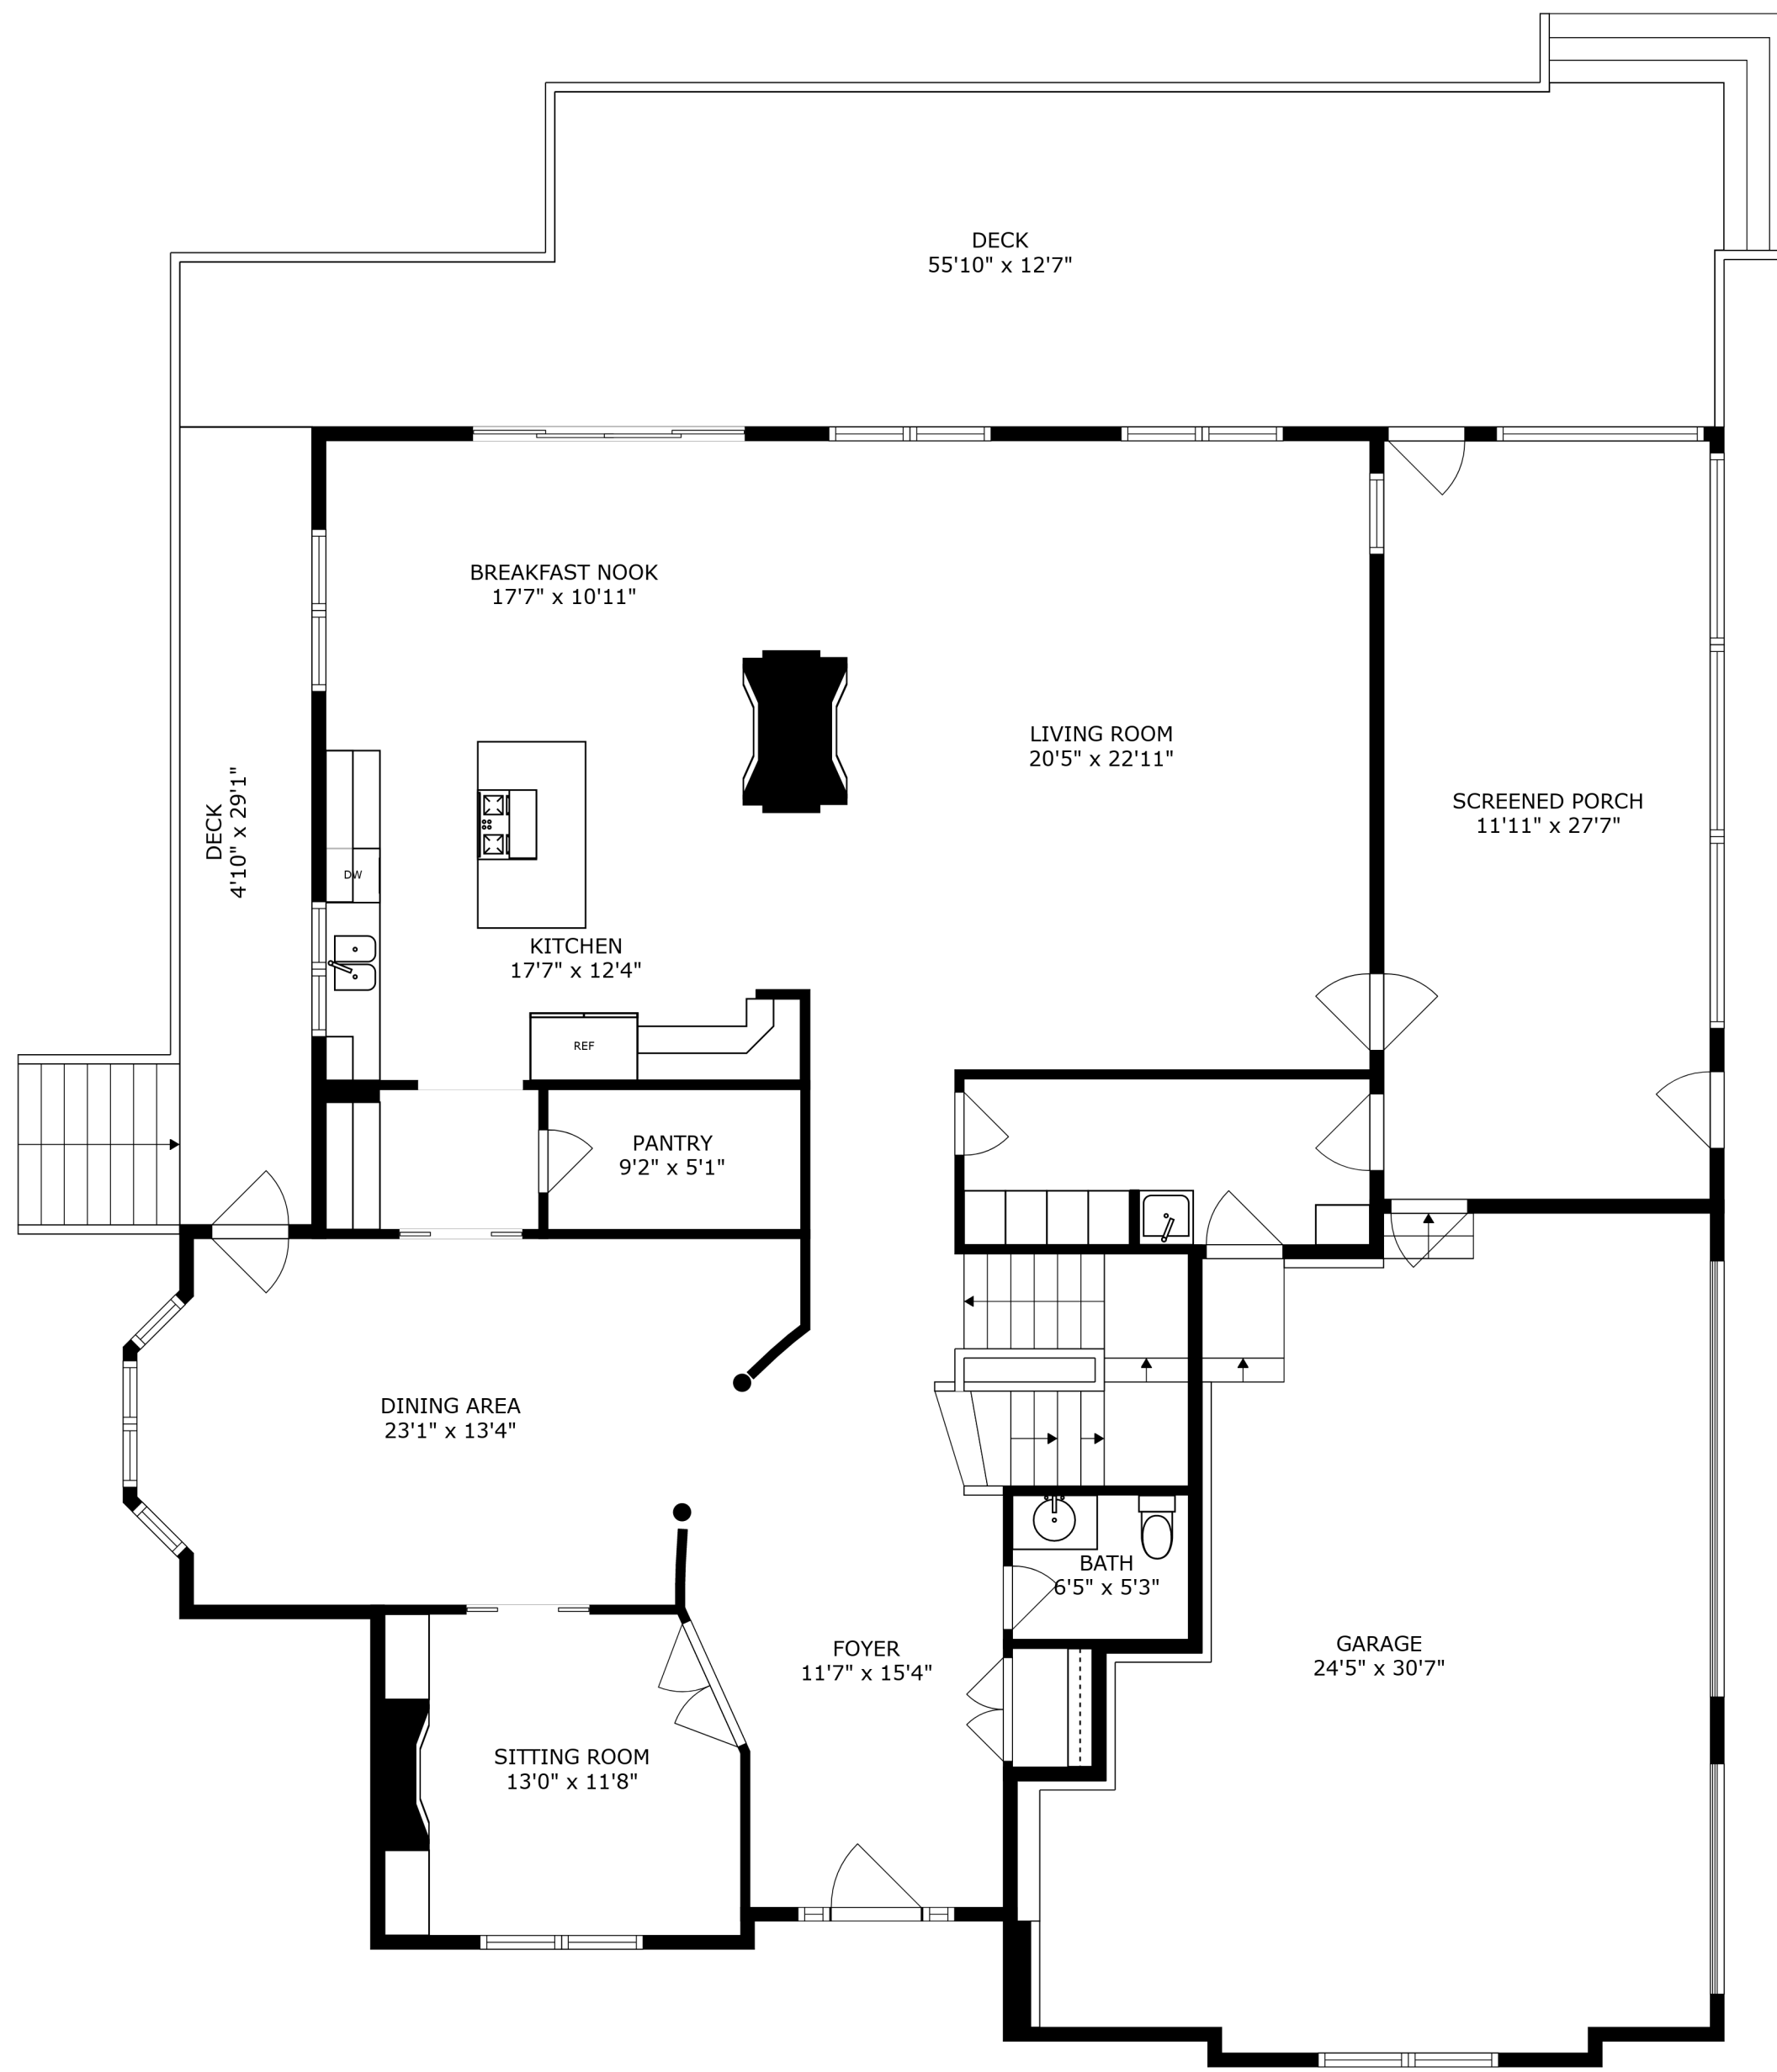 DECK
55'10" x 12'7"
BREAKFAST NOOK
17'7" x 10'11"
LIVING ROOM
20'5" x 22'11"
SCREENED PORCH
11'11" x 27'7"
DECK
4'10" x 29'1"
DW
KITCHEN
17'7" x 12'4"
REF
PANTRY
9'2" x 5'1"
DINING AREA
23'1" x 13'4"
BATH
6'5" x 5'3"
FOYER
11'7" x 15'4"
GARAGE
24'5" x 30'7"
SITTING ROOM
13'0" x 11'8"